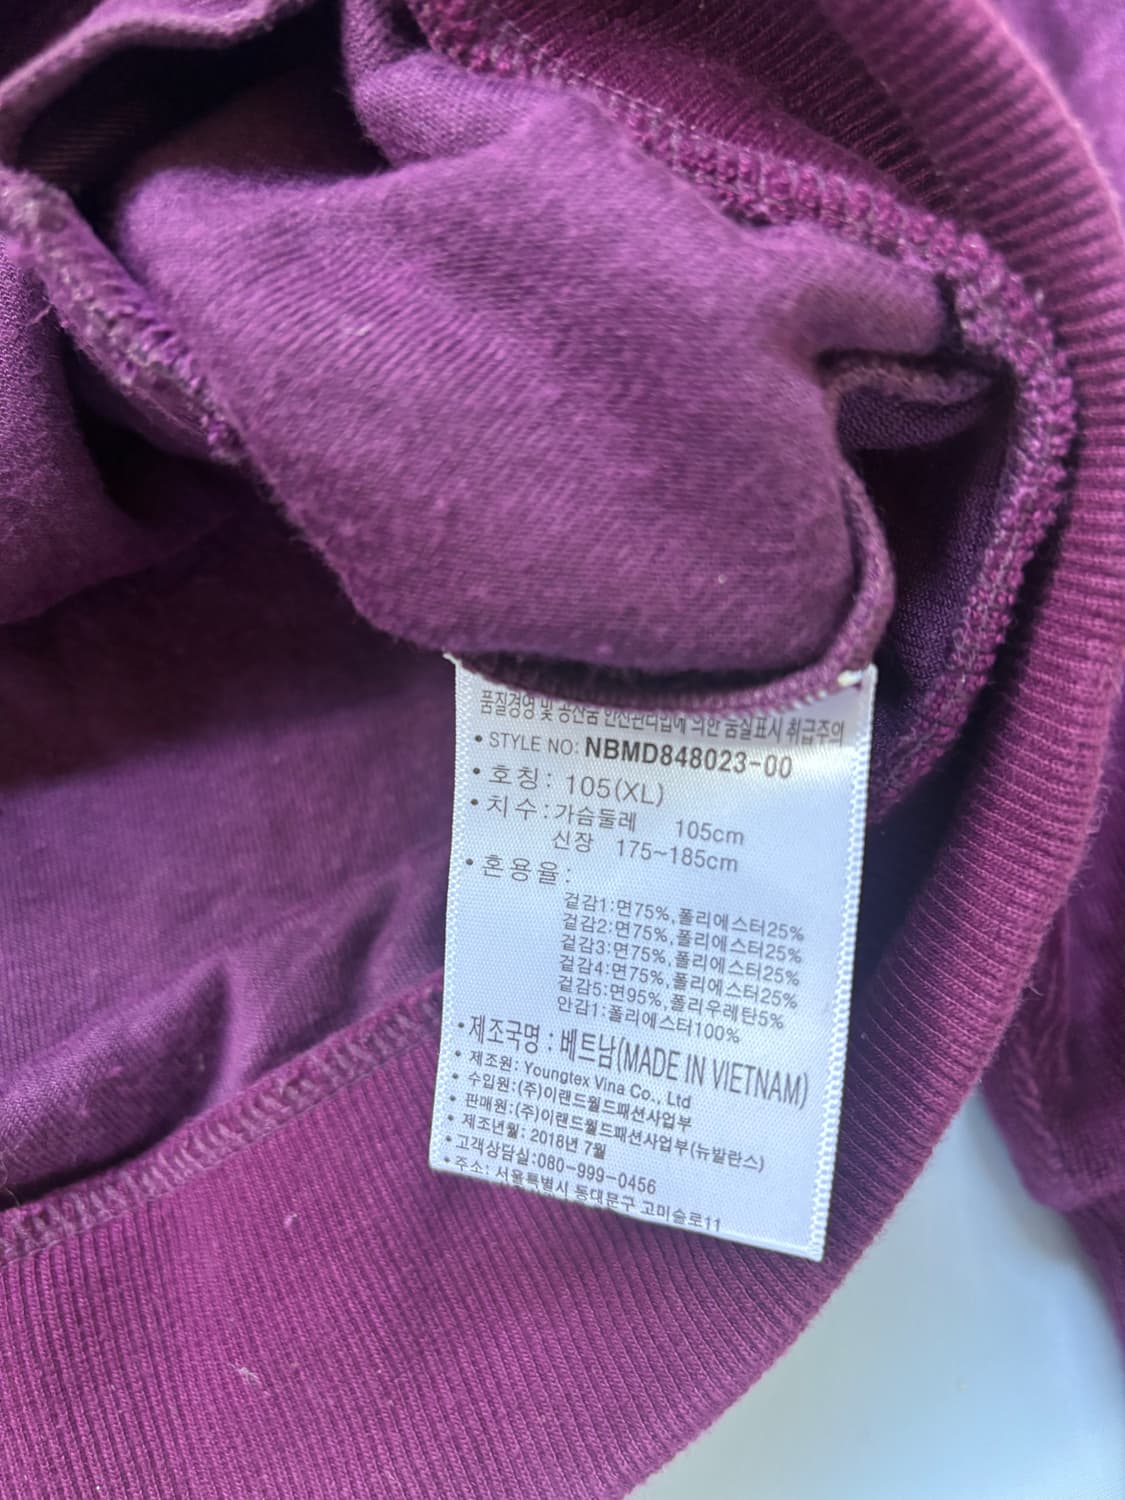 품질경영 및 공산품 안전관리법에 의한 품질표시 취급주의
• STYLE NO: NBMD848023-00
• 호칭: 105(XL)
• 치수: 가슴둘레 105cm
신장 175~185cm
• 혼용율:
겉감1:면75%,폴리에스터25%
겉감2:면75%,폴리에스터25%
겉감3:면75%,폴리에스터25%
겉감4:면75%,폴리에스터25%
겉감5:면95%,폴리우레탄5%
안감1:폴리에스터100%
• 제조국명 : 베트남(MADE IN VIETNAM)
• 제조원: Youngtex Vina Co., Ltd
• 수입원:(주)이랜드월드패션사업부
• 판매원:(주)이랜드월드패션사업부(뉴발란스)
• 제조년월: 2018년 7월
• 고객상담실:080-999-0456
• 주소: 서울특별시 동대문구 고미술로11